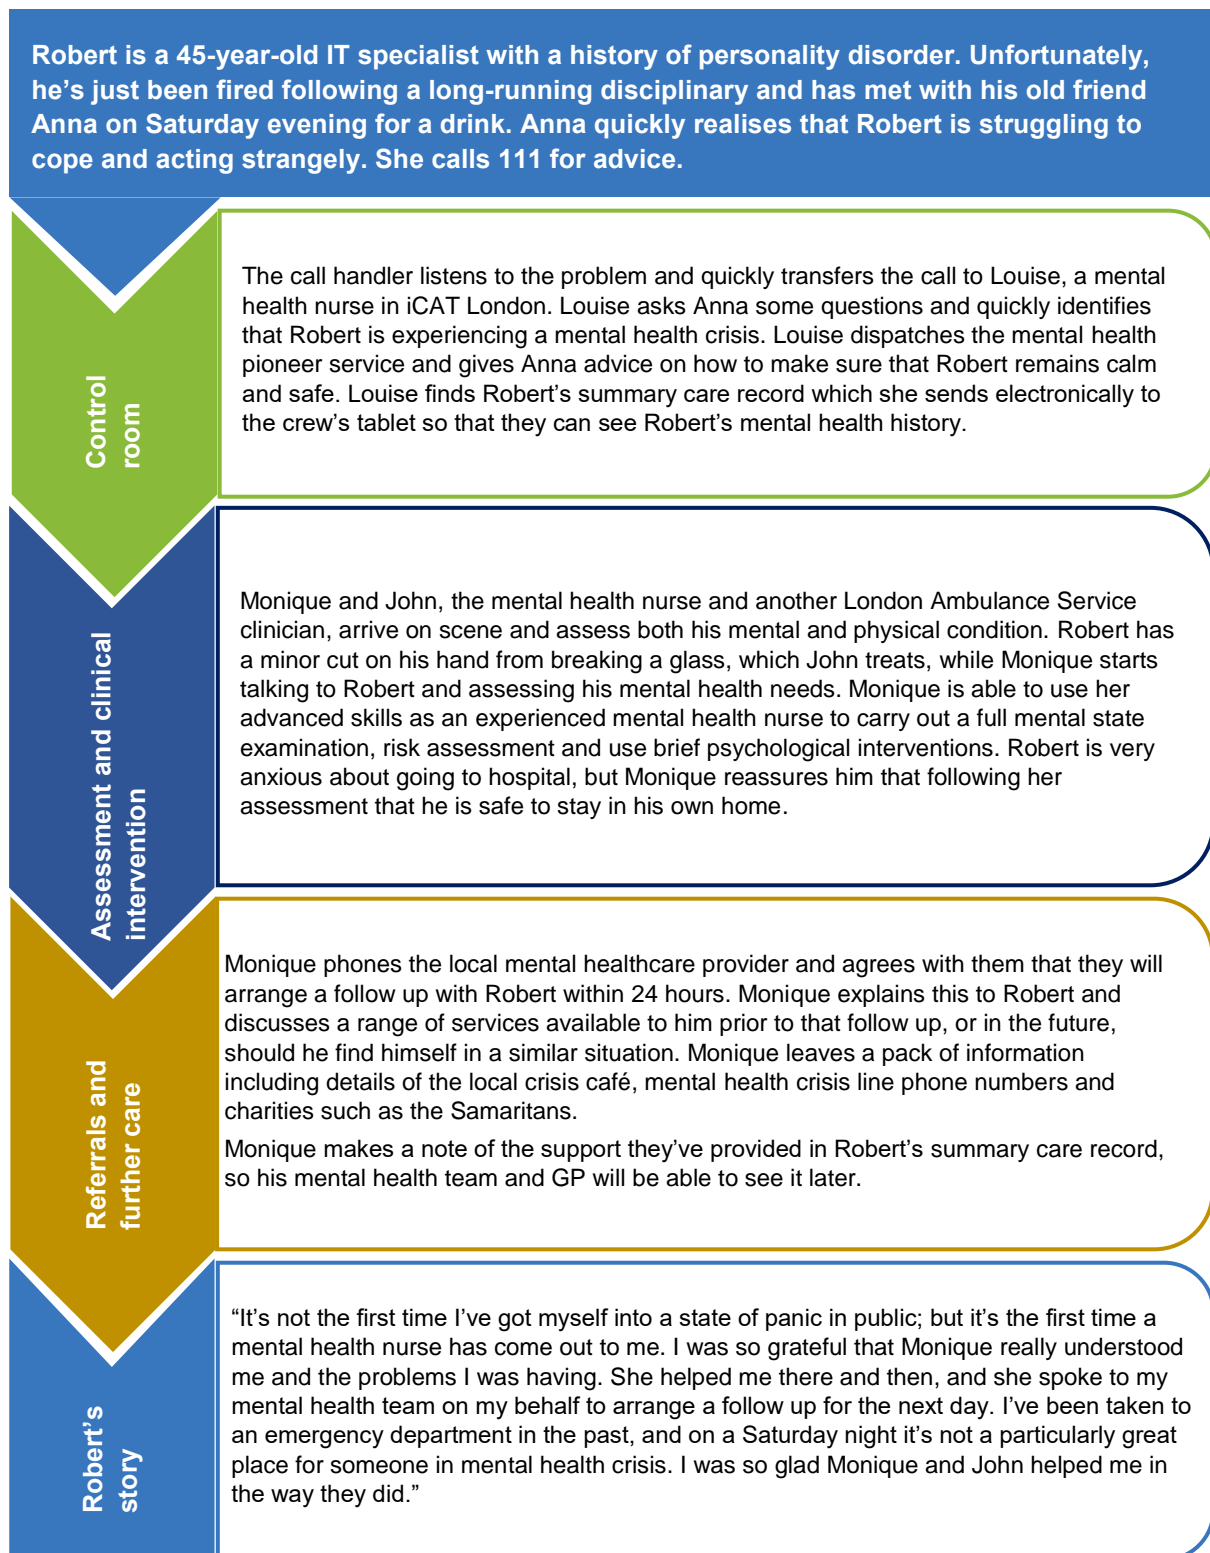 Robert is a 45-year-old IT specialist with a history of personality disorder. Unfortunately,
he’s just been fired following a long-running disciplinary and has met with his old friend
Anna on Saturday evening for a drink. Anna quickly realises that Robert is struggling to
cope and acting strangely. She calls 111 for advice.
Control
room
The call handler listens to the problem and quickly transfers the call to Louise, a mental
health nurse in iCAT London. Louise asks Anna some questions and quickly identifies
that Robert is experiencing a mental health crisis. Louise dispatches the mental health
pioneer service and gives Anna advice on how to make sure that Robert remains calm
and safe. Louise finds Robert’s summary care record which she sends electronically to
the crew’s tablet so that they can see Robert’s mental health history.
Assessment and clinical
intervention
Monique and John, the mental health nurse and another London Ambulance Service
clinician, arrive on scene and assess both his mental and physical condition. Robert has
a minor cut on his hand from breaking a glass, which John treats, while Monique starts
talking to Robert and assessing his mental health needs. Monique is able to use her
advanced skills as an experienced mental health nurse to carry out a full mental state
examination, risk assessment and use brief psychological interventions. Robert is very
anxious about going to hospital, but Monique reassures him that following her
assessment that he is safe to stay in his own home.
Referrals and
further care
Monique phones the local mental healthcare provider and agrees with them that they will
arrange a follow up with Robert within 24 hours. Monique explains this to Robert and
discusses a range of services available to him prior to that follow up, or in the future,
should he find himself in a similar situation. Monique leaves a pack of information
including details of the local crisis café, mental health crisis line phone numbers and
charities such as the Samaritans.
Monique makes a note of the support they’ve provided in Robert’s summary care record,
so his mental health team and GP will be able to see it later.
Robert’s
story
“It’s not the first time I’ve got myself into a state of panic in public; but it’s the first time a
mental health nurse has come out to me. I was so grateful that Monique really understood
me and the problems I was having. She helped me there and then, and she spoke to my
mental health team on my behalf to arrange a follow up for the next day. I’ve been taken to
an emergency department in the past, and on a Saturday night it’s not a particularly great
place for someone in mental health crisis. I was so glad Monique and John helped me in
the way they did.”